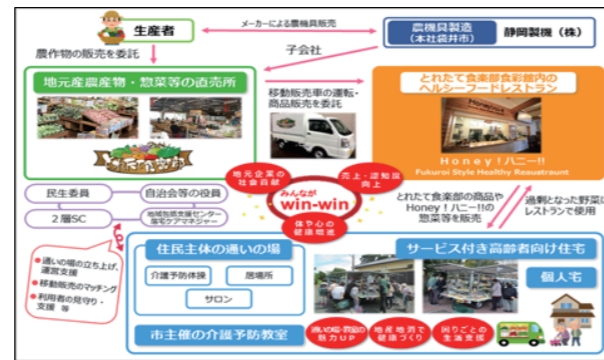 生産者
メーカーによる農機具販売
農機具製造
(本社袋井市)
静岡製機(株)
農作物の販売を委託
子会社
地元産農産物・惣菜等の直売所
移動販売車の運転・
商品販売を委託
とれたて食楽部食彩館内の
ヘルシーフードレストラン
Honey!ハニー!!
Fukuroi Style Healthy Resaustraunt
地元企業の
社会貢献
売上・認知度
向上
みんなが
win-win
体や心の
健康増進
民生委員
自治会等の役員
2層SC
地域包括支援センター
居宅ケアマネジャー
とれたて食楽部の商品や
Honey!ハニー!!の
惣菜等を販売
過剰となった野菜を
レストランで使用
通いの場の立ち上げ、
運営支援
移動販売のマッチング
利用者の見守り・
支援 等
住民主体の通いの場
介護予防体操
居場所
サロン
市主催の介護予防教室
サービス付き高齢者向け住宅
個人宅
通いの場・教室の
魅力UP
地産地消で
健康づくり
困りごとの
生活支援